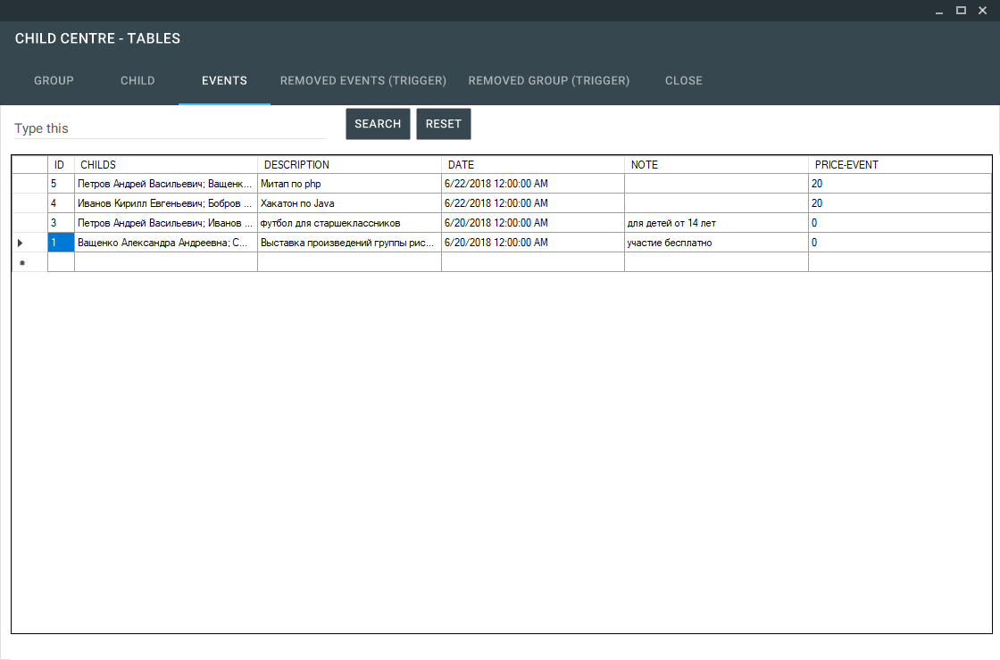 CHILD CENTRE - TABLES
GROUP CHILD EVENTS REMOVED EVENTS (TRIGGER) REMOVED GROUP (TRIGGER) CLOSE
Type this SEARCH RESET
ID CHILDS DESCRIPTION DATE NOTE PRICE-EVENT
5 Петров Андрей Васильевич; Ващенк... Митап по php 6/22/2018 12:00:00 AM 20
4 Иванов Кирилл Евгеньевич; Бобров ... Хакатон по Java 6/22/2018 12:00:00 AM 20
3 Петров Андрей Васильевич; Иванов ... футбол для старшеклассников 6/20/2018 12:00:00 AM для детей от 14 лет 0
1 Ващенко Александра Андреевна; С... Выставка произведений группы рис... 6/20/2018 12:00:00 AM участие бесплатно 0